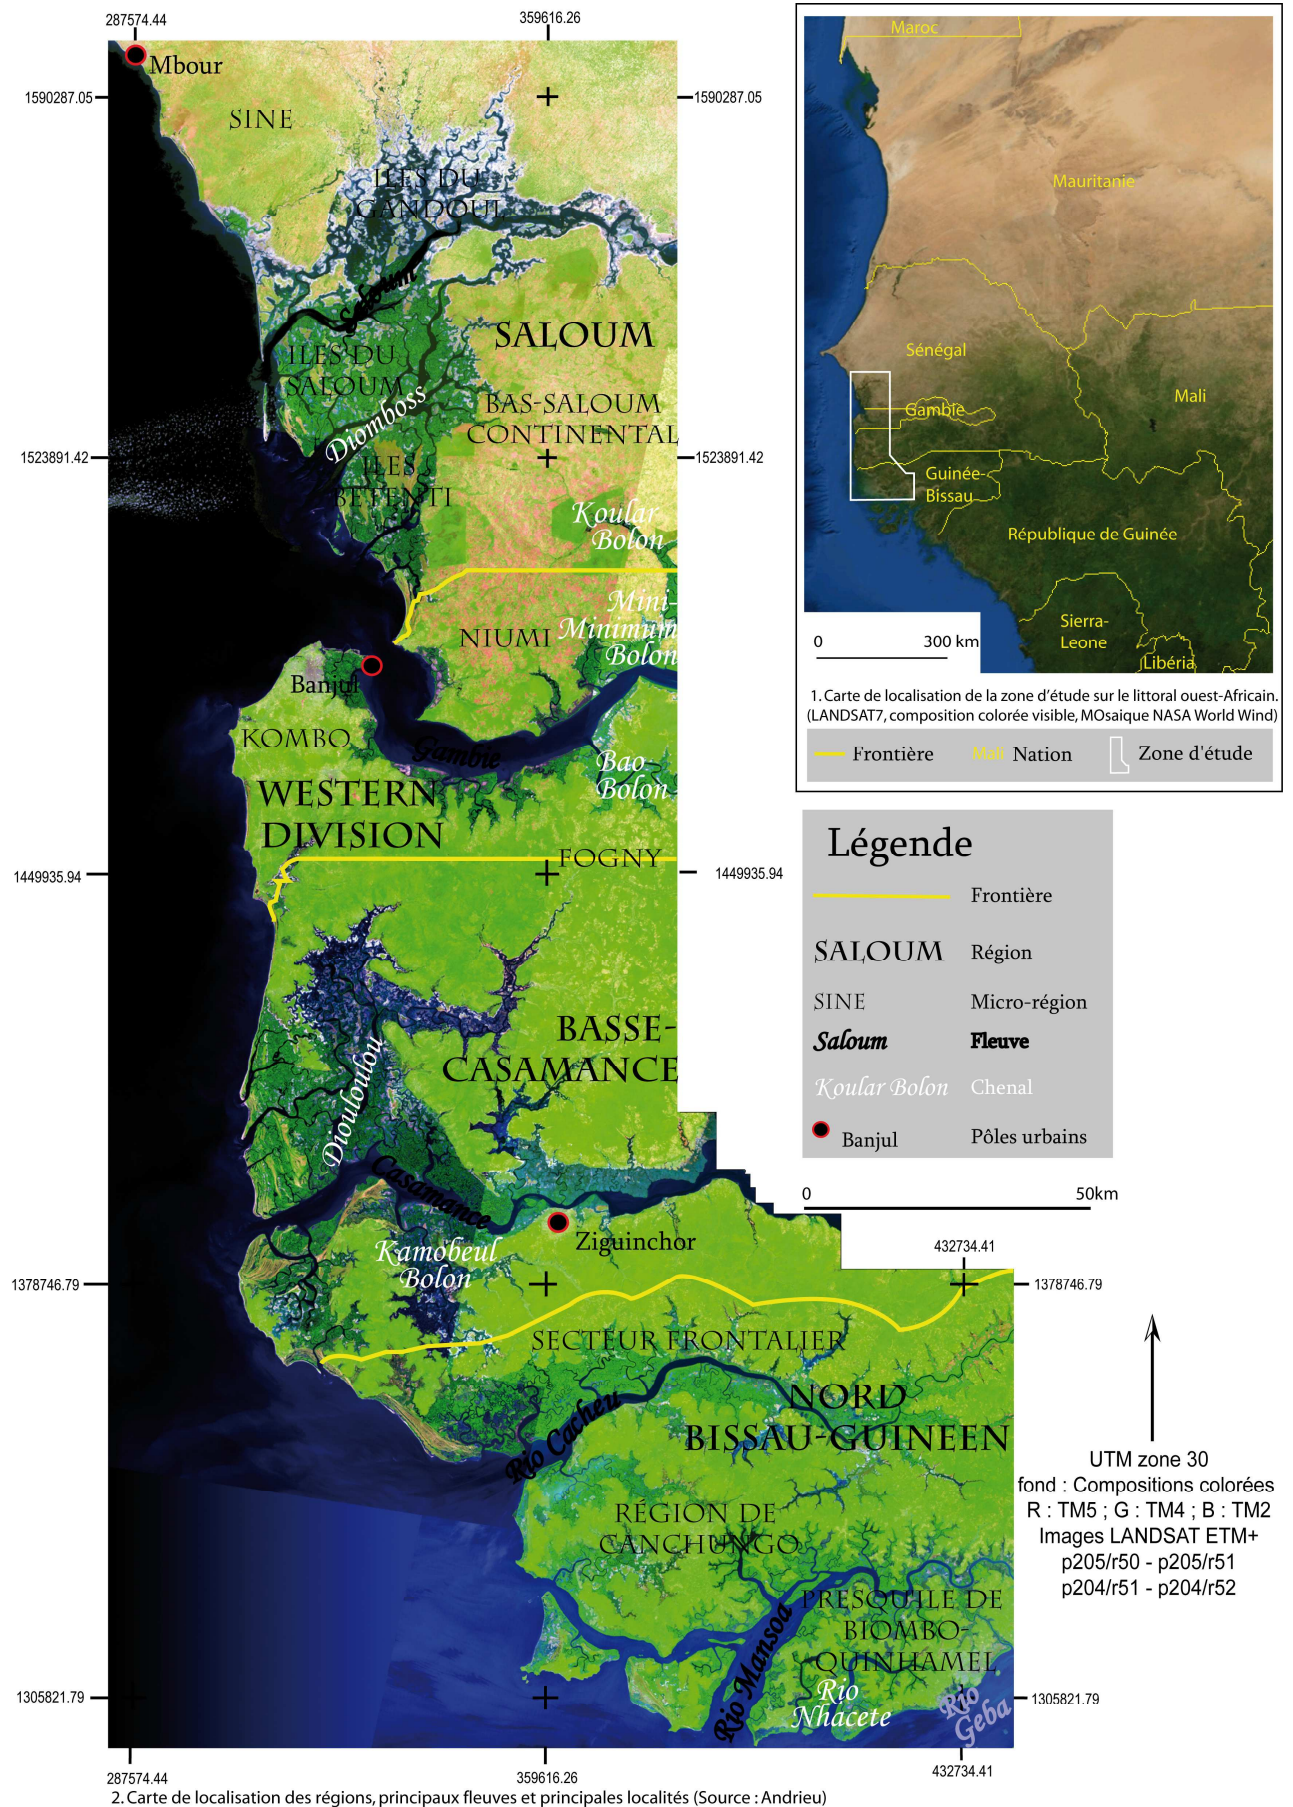 287574.44
359616.26
Mbour
1590287.05
1590287.05
SINE
ILES DU
GANDOUL
Saloum
SALOUM
ILES DU
SALOUM
Diomboss
BAS-SALOUM
CONTINENTAL
1523891.42
1523891.42
ILES
BETENTI
Koular
Bolon
Mini-
Minimum
Bolon
NIUMI
Banjul
KOMBO
Gambie
Bao
Bolon
WESTERN
DIVISION
FOGNY
1449935.94
1449935.94
BASSE-
CASAMANCE
Diouloulou
Casamance
Ziguinchor
Kamobeul
Bolon
432734.41
1378746.79
1378746.79
SECTEUR FRONTALIER
NORD
BISSAU-GUINEEN
Rio Cacheu
RÉGION DE
CANCHUNGO
PRESQU'ILE DE
BIOMBO-
QUINHAMEL
Rio Mansoa
Rio
Nhacete
Rio
Geba
1305821.79
1305821.79
287574.44
359616.26
432734.41
2. Carte de localisation des régions, principaux fleuves et principales localités (Source : Andrieu)
Maroc
Mauritanie
Sénégal
Mali
Gambie
Guinée-
Bissau
République de Guinée
Sierra-
Leone
Libéria
0 300 km
1. Carte de localisation de la zone d'étude sur le littoral ouest-Africain.
(LANDSAT7, composition colorée visible, MOsaique NASA World Wind)
Frontière Mali Nation Zone d'étude
Légende
Frontière
SALOUM Région
SINE Micro-région
Saloum Fleuve
Koular Bolon Chenal
Banjul Pôles urbains
0 50km
UTM zone 30
fond : Compositions colorées
R : TM5 ; G : TM4 ; B : TM2
Images LANDSAT ETM+
p205/r50 - p205/r51
p204/r51 - p204/r52